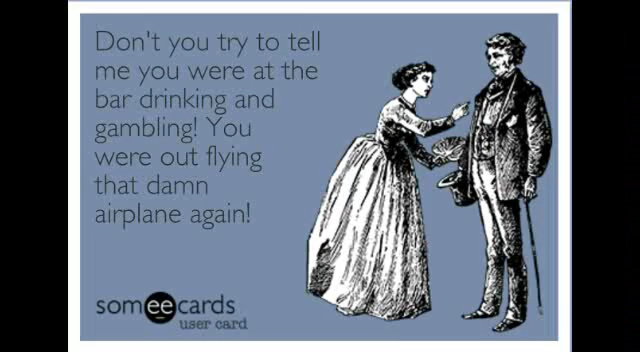 Don't you try to tell
me you were at the
bar drinking and
gambling! You
were out flying
that damn
airplane again!
someecards
user card